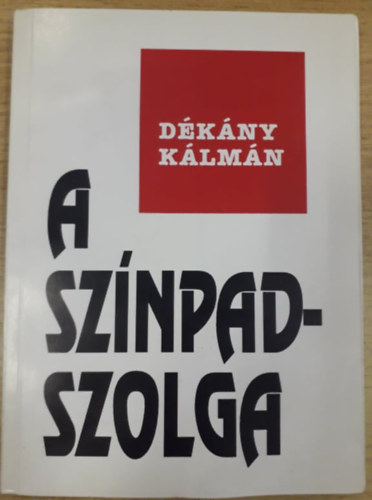 DÉKÁNY
KÁLMÁN
A
SZÍNPAD-
SZOLGA